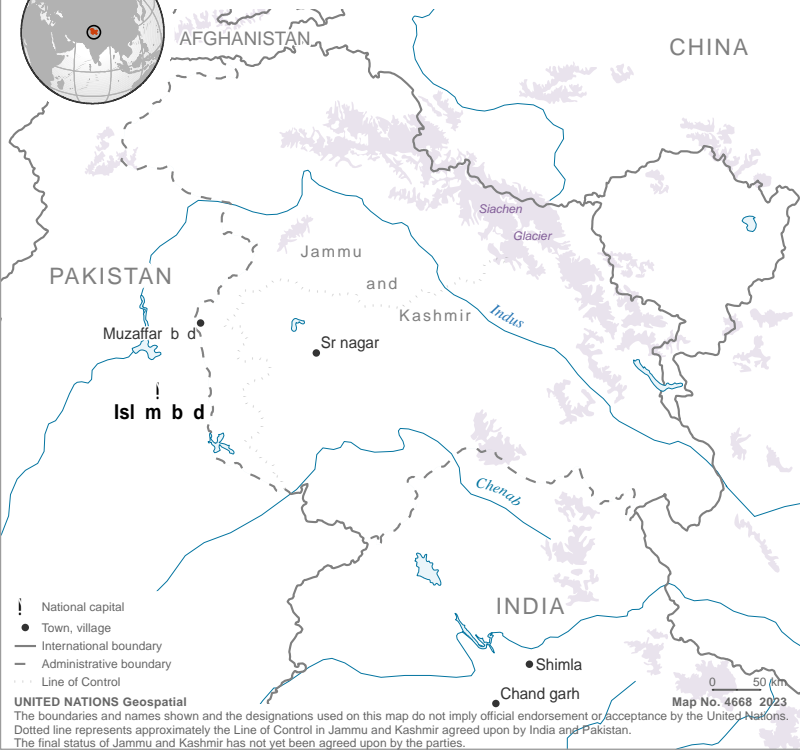 AFGHANISTAN
CHINA
Siachen
Glacier
Jammu
and
Kashmir
PAKISTAN
Indus
Muzaffar b d
Sr nagar
Isl m b d
Chenab
INDIA
National capital
Town, village
International boundary
Administrative boundary
Line of Control
Shimla
Chand garh
0 50 km
UNITED NATIONS Geospatial
Map No. 4668 2023
The boundaries and names shown and the designations used on this map do not imply official endorsement or acceptance by the United Nations.
Dotted line represents approximately the Line of Control in Jammu and Kashmir agreed upon by India and Pakistan.
The final status of Jammu and Kashmir has not yet been agreed upon by the parties.